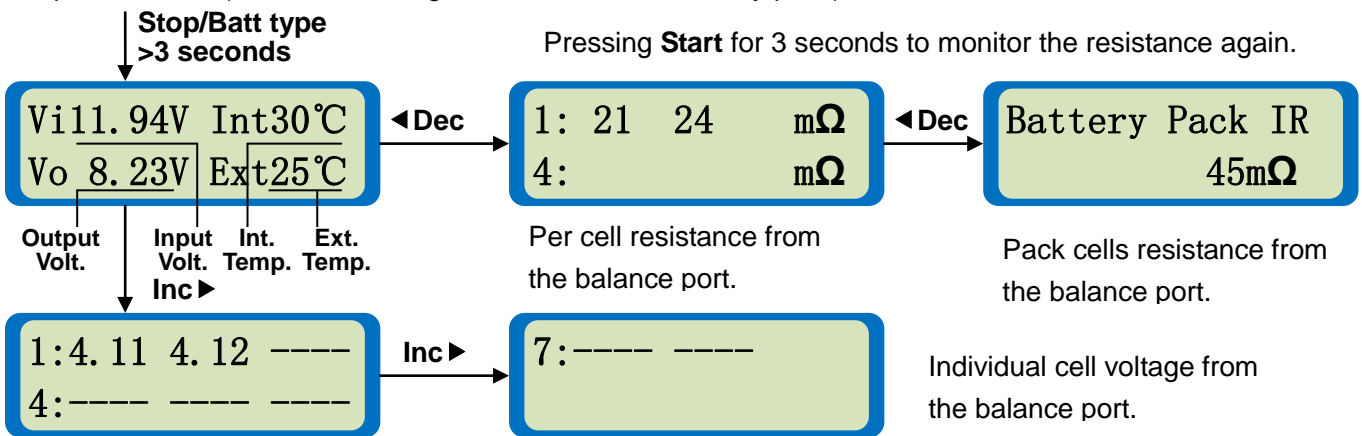 Stop/Batt type
>3 seconds
Pressing Start for 3 seconds to monitor the resistance again.
Vi11.94V Int30℃
Vo 8.23V Ext25℃
◄Dec
1: 21 24 mΩ
4: mΩ
◄Dec
Battery Pack IR
45mΩ
Output Volt.
Input Volt.
Int. Temp.
Ext. Temp.
Per cell resistance from
the balance port.
Pack cells resistance from
the balance port.
Inc►
1:4.11 4.12 ----
4:---- ---- ----
Inc►
7:---- ----
Individual cell voltage from
the balance port.